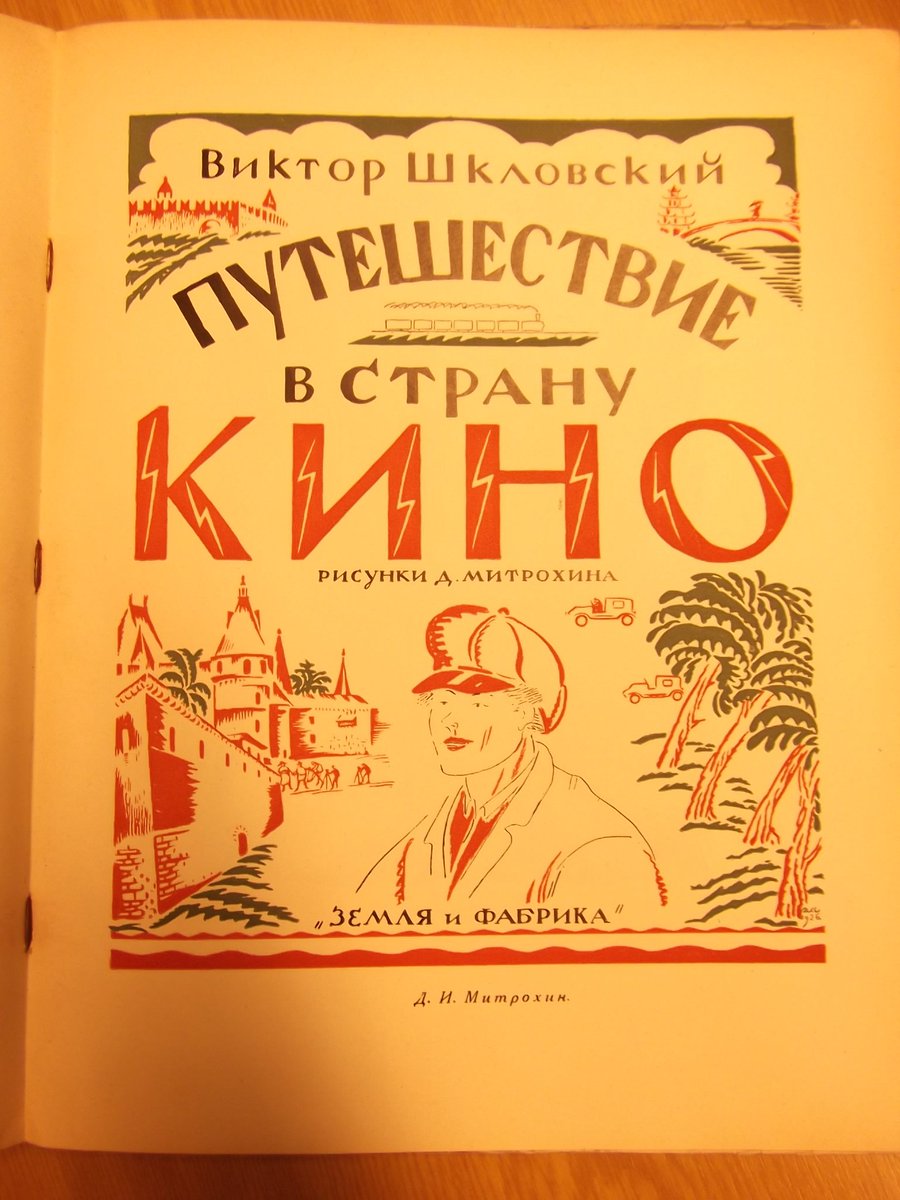 Виктор Шкловский
ПУТЕШЕСТВИЕ
В СТРАНУ
КИНО
РИСУНКИ Д. МИТРОХИНА
„ЗЕМЛЯ И ФАБРИКА"
Д. И. Митрохин.